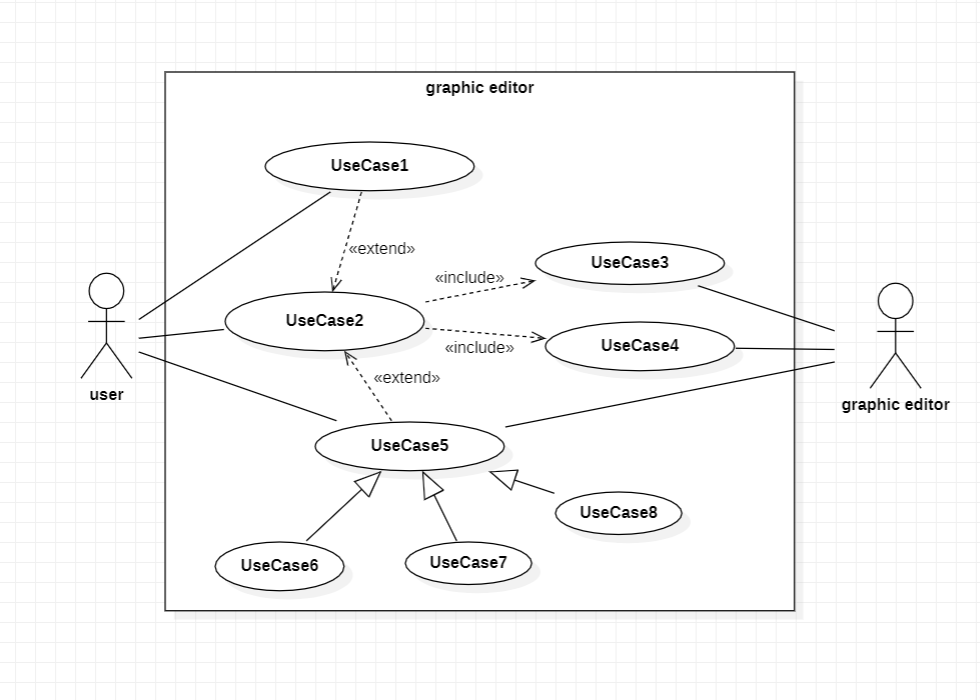 graphic editor
UseCase1
«extend»
UseCase3
«include»
UseCase2
UseCase4
«include»
user
graphic editor
«extend»
UseCase5
UseCase8
UseCase6
UseCase7